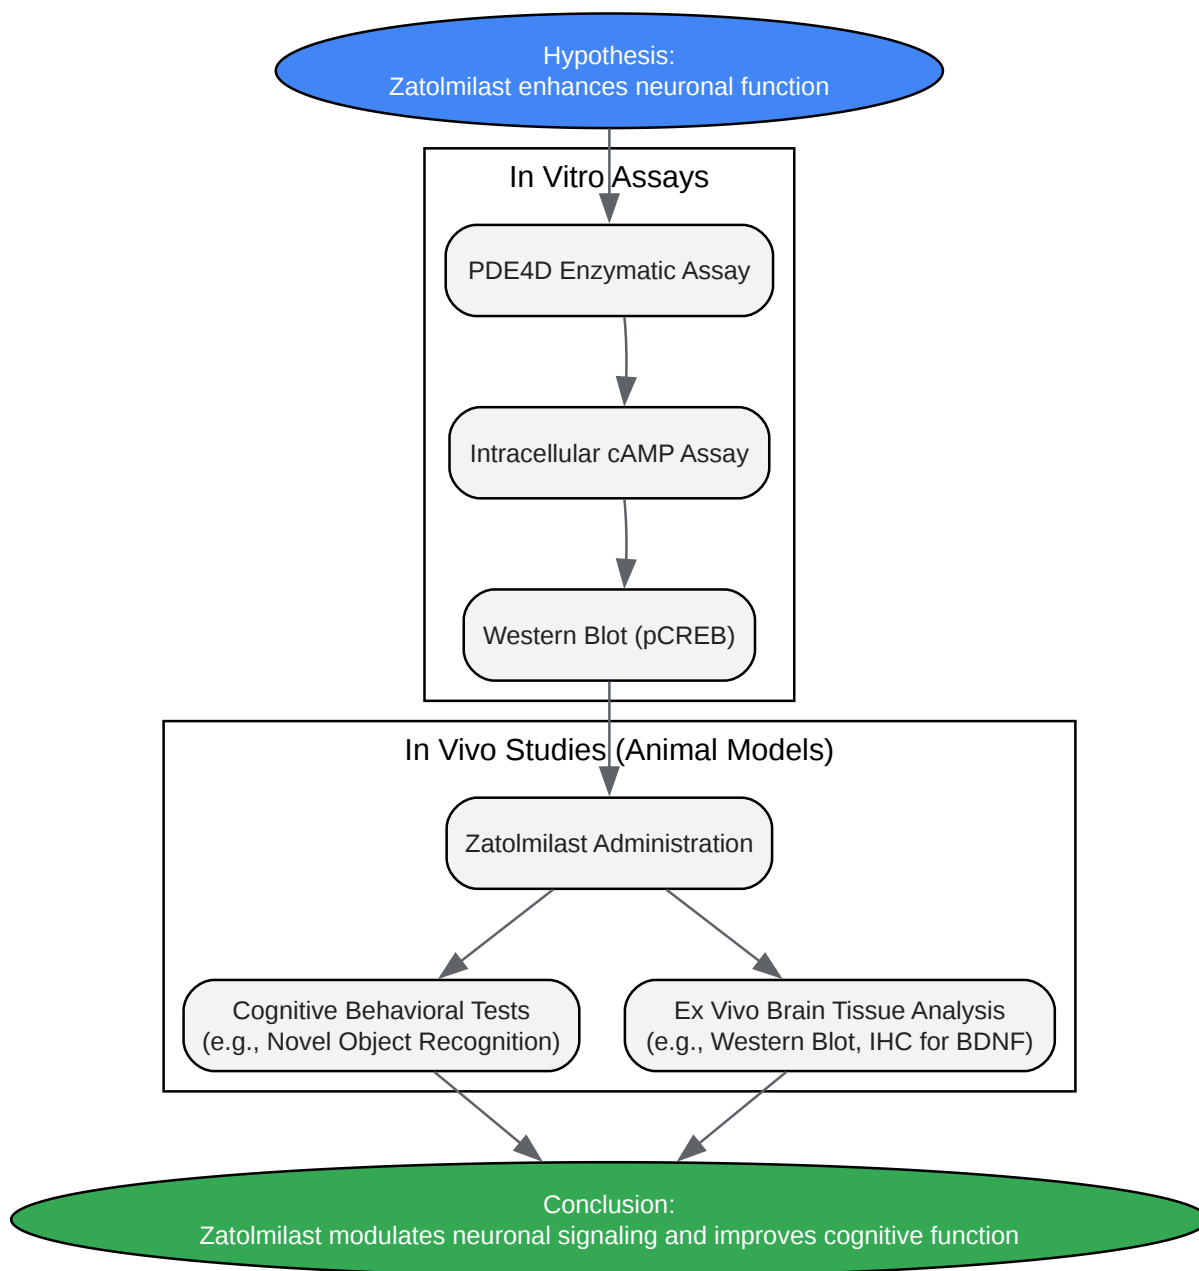 Hypothesis:
Zatolmilast enhances neuronal function
In Vitro Assays
PDE4D Enzymatic Assay
Intracellular cAMP Assay
Western Blot (pCREB)
In Vivo Studies (Animal Models)
Zatolmilast Administration
Cognitive Behavioral Tests
(e.g., Novel Object Recognition)
Ex Vivo Brain Tissue Analysis
(e.g., Western Blot, IHC for BDNF)
Conclusion:
Zatolmilast modulates neuronal signaling and improves cognitive function